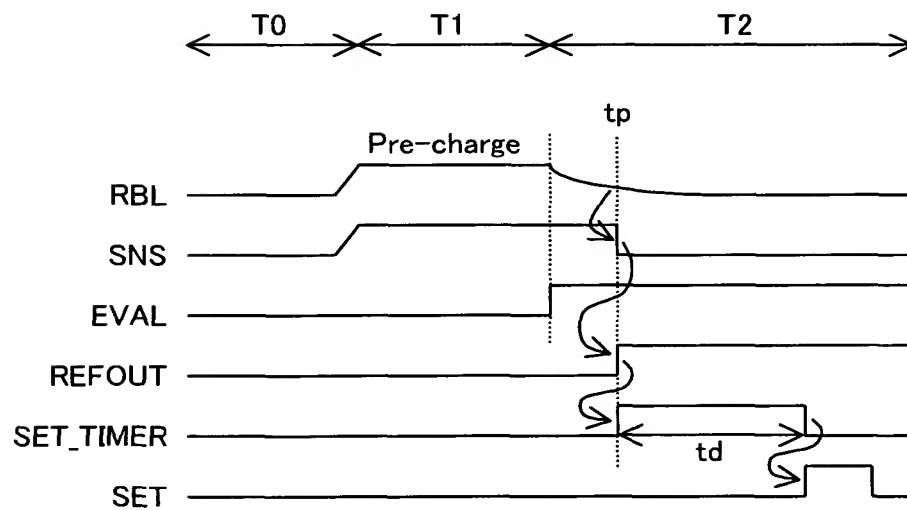 T0 T1 T2
tp
Pre-charge
RBL
SNS
EVAL
REFOUT
SET_TIMER
td
SET